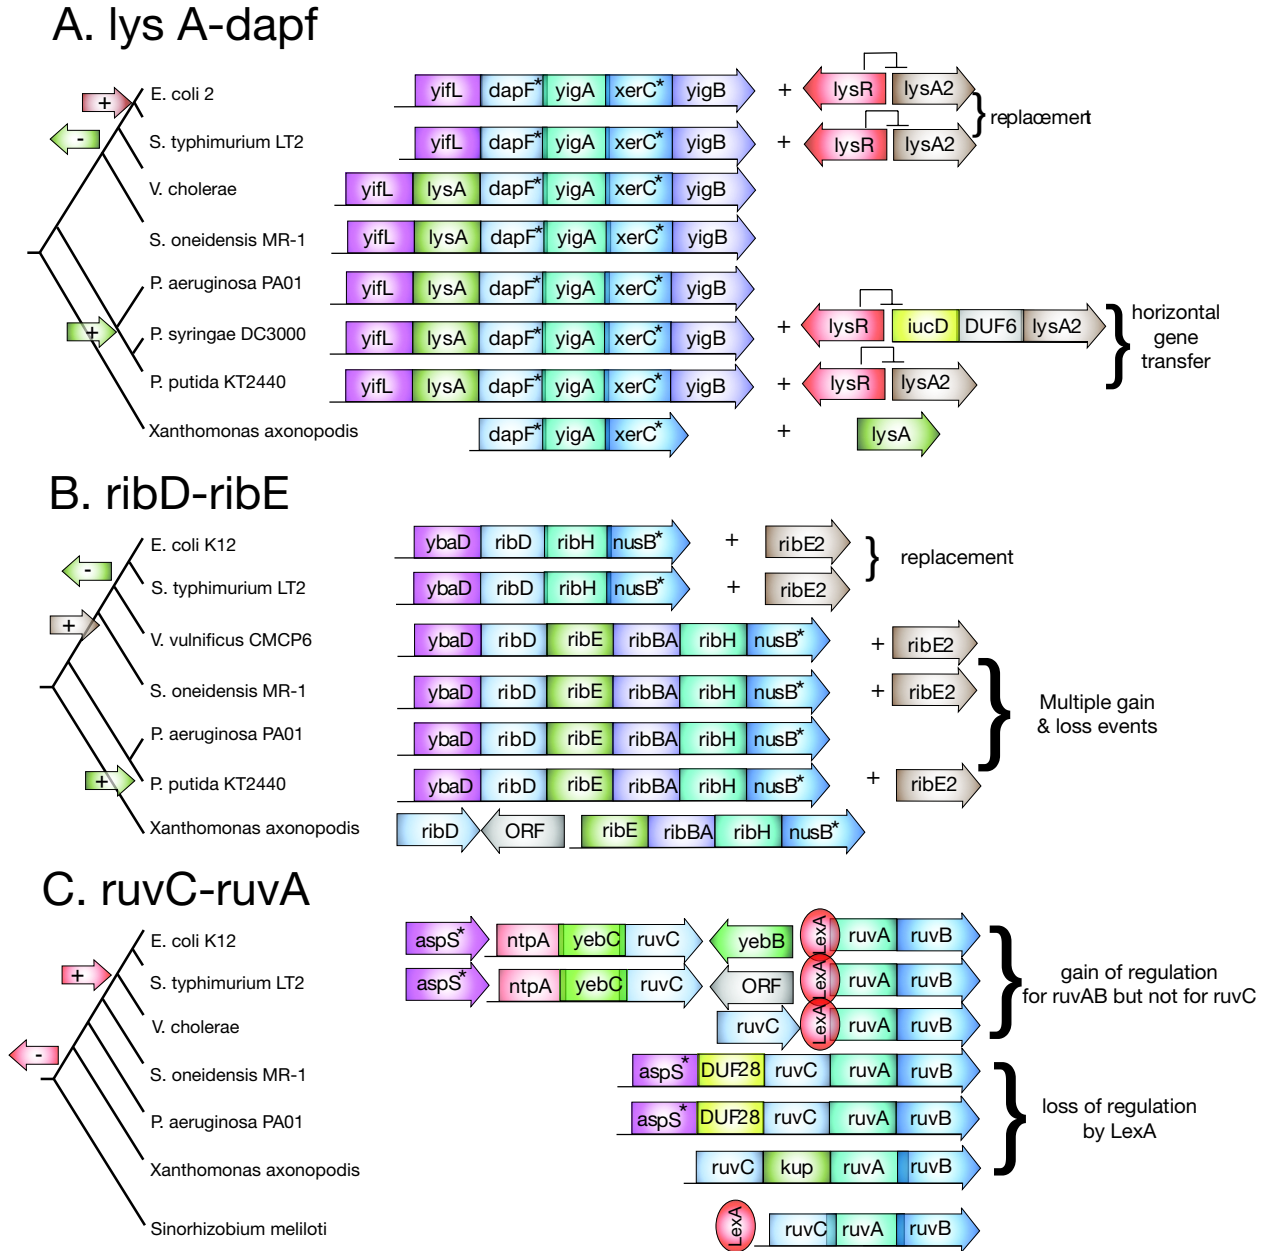 A. lys A-dapf
E. coli 2 yifL dapF* yigA xerC* yigB + lysR lysA2
replacement
S. typhimurium LT2 yifL dapF* yigA xerC* yigB + lysR lysA2
V. cholerae yifL lysA dapF* yigA xerC* yigB
S. oneidensis MR-1 yifL lysA dapF* yigA xerC* yigB
P. aeruginosa PA01 yifL lysA dapF* yigA xerC* yigB
P. syringae DC3000 yifL lysA dapF* yigA xerC* yigB + lysR iucD DUF6 lysA2
P. putida KT2440 yifL lysA dapF* yigA xerC* yigB + lysR lysA2
horizontal
gene
transfer
Xanthomonas axonopodis dapF* yigA xerC* + lysA
+
-
+
B. ribD-ribE
E. coli K12 ybaD ribD ribH nusB* + ribE2
replacement
S. typhimurium LT2 ybaD ribD ribH nusB* + ribE2
V. vulnificus CMCP6 ybaD ribD ribE ribBA ribH nusB* + ribE2
S. oneidensis MR-1 ybaD ribD ribE ribBA ribH nusB* + ribE2
Multiple gain
& loss events
P. aeruginosa PA01 ybaD ribD ribE ribBA ribH nusB*
P. putida KT2440 ybaD ribD ribE ribBA ribH nusB* + ribE2
Xanthomonas axonopodis ribD ORF ribE ribBA ribH nusB*
-
+
+
C. ruvC-ruvA
E. coli K12 aspS* ntpA yebC ruvC yebB LexA ruvA ruvB
S. typhimurium LT2 aspS* ntpA yebC ruvC ORF LexA ruvA ruvB
gain of regulation
for ruvAB but not for ruvC
V. cholerae ruvC LexA ruvA ruvB
S. oneidensis MR-1 aspS* DUF28 ruvC ruvA ruvB
P. aeruginosa PA01 aspS* DUF28 ruvC ruvA ruvB
loss of regulation
by LexA
Xanthomonas axonopodis ruvC kup ruvA ruvB
Sinorhizobium meliloti LexA ruvC ruvA ruvB
+
-